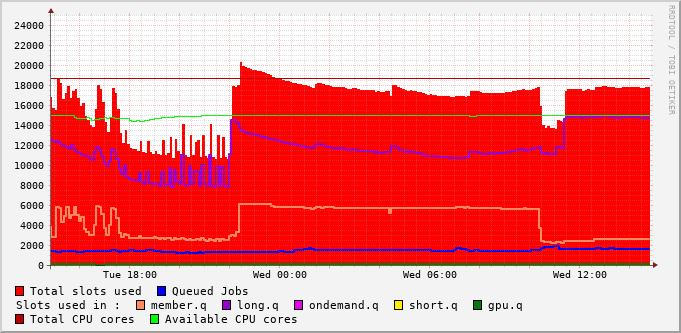 24000
22000
20000
18000
16000
14000
12000
10000
8000
6000
4000
2000
0
Tue 18:00 Wed 00:00 Wed 06:00 Wed 12:00
RRDTOOL / TOBI OETIKER
Total slots used Queued Jobs
Slots used in : member.q long.q ondemand.q short.q gpu.q
Total CPU cores Available CPU cores